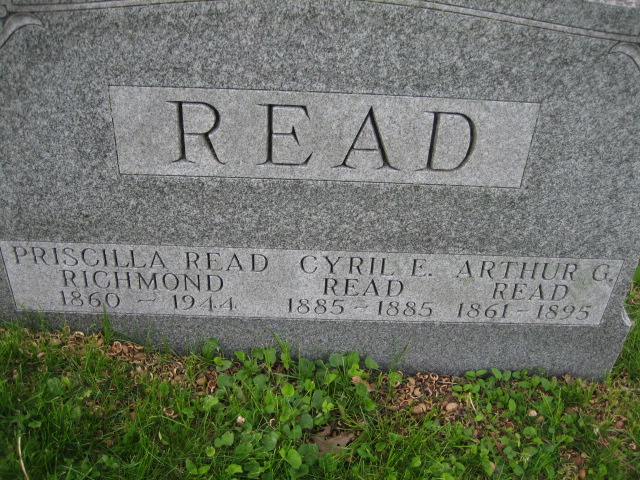 READ
PRISCILLA READ
RICHMOND
1860 - 1944
CYRIL E.
READ
1885 - 1885
ARTHUR G.
READ
1861 - 1895